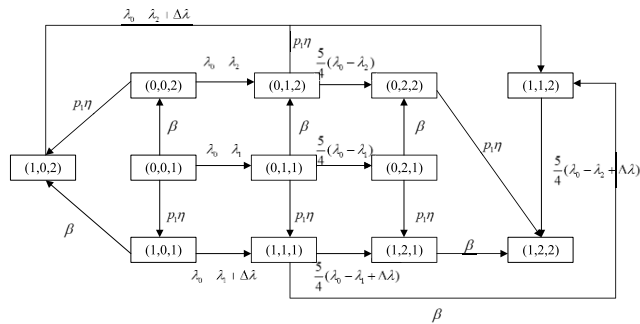 λ₀ λ₂ + Δλ
p₁η
5/4(λ₀ − λ₂)
λ₀ λ₂
(0,0,2)
(0,1,2)
(0,2,2)
(1,1,2)
p₁η
β
β
β
λ₀ λ₁
5/4(λ₀ − λ₁)
p₁η
5/4(λ₀ − λ₂ + Λλ)
(1,0,2)
(0,0,1)
(0,1,1)
(0,2,1)
β
p₁η
p₁η
p₁η
β
(1,0,1)
(1,1,1)
(1,2,1)
(1,2,2)
λ₀ λ₁ + Δλ
5/4(λ₀ − λ₁ + Λλ)
β